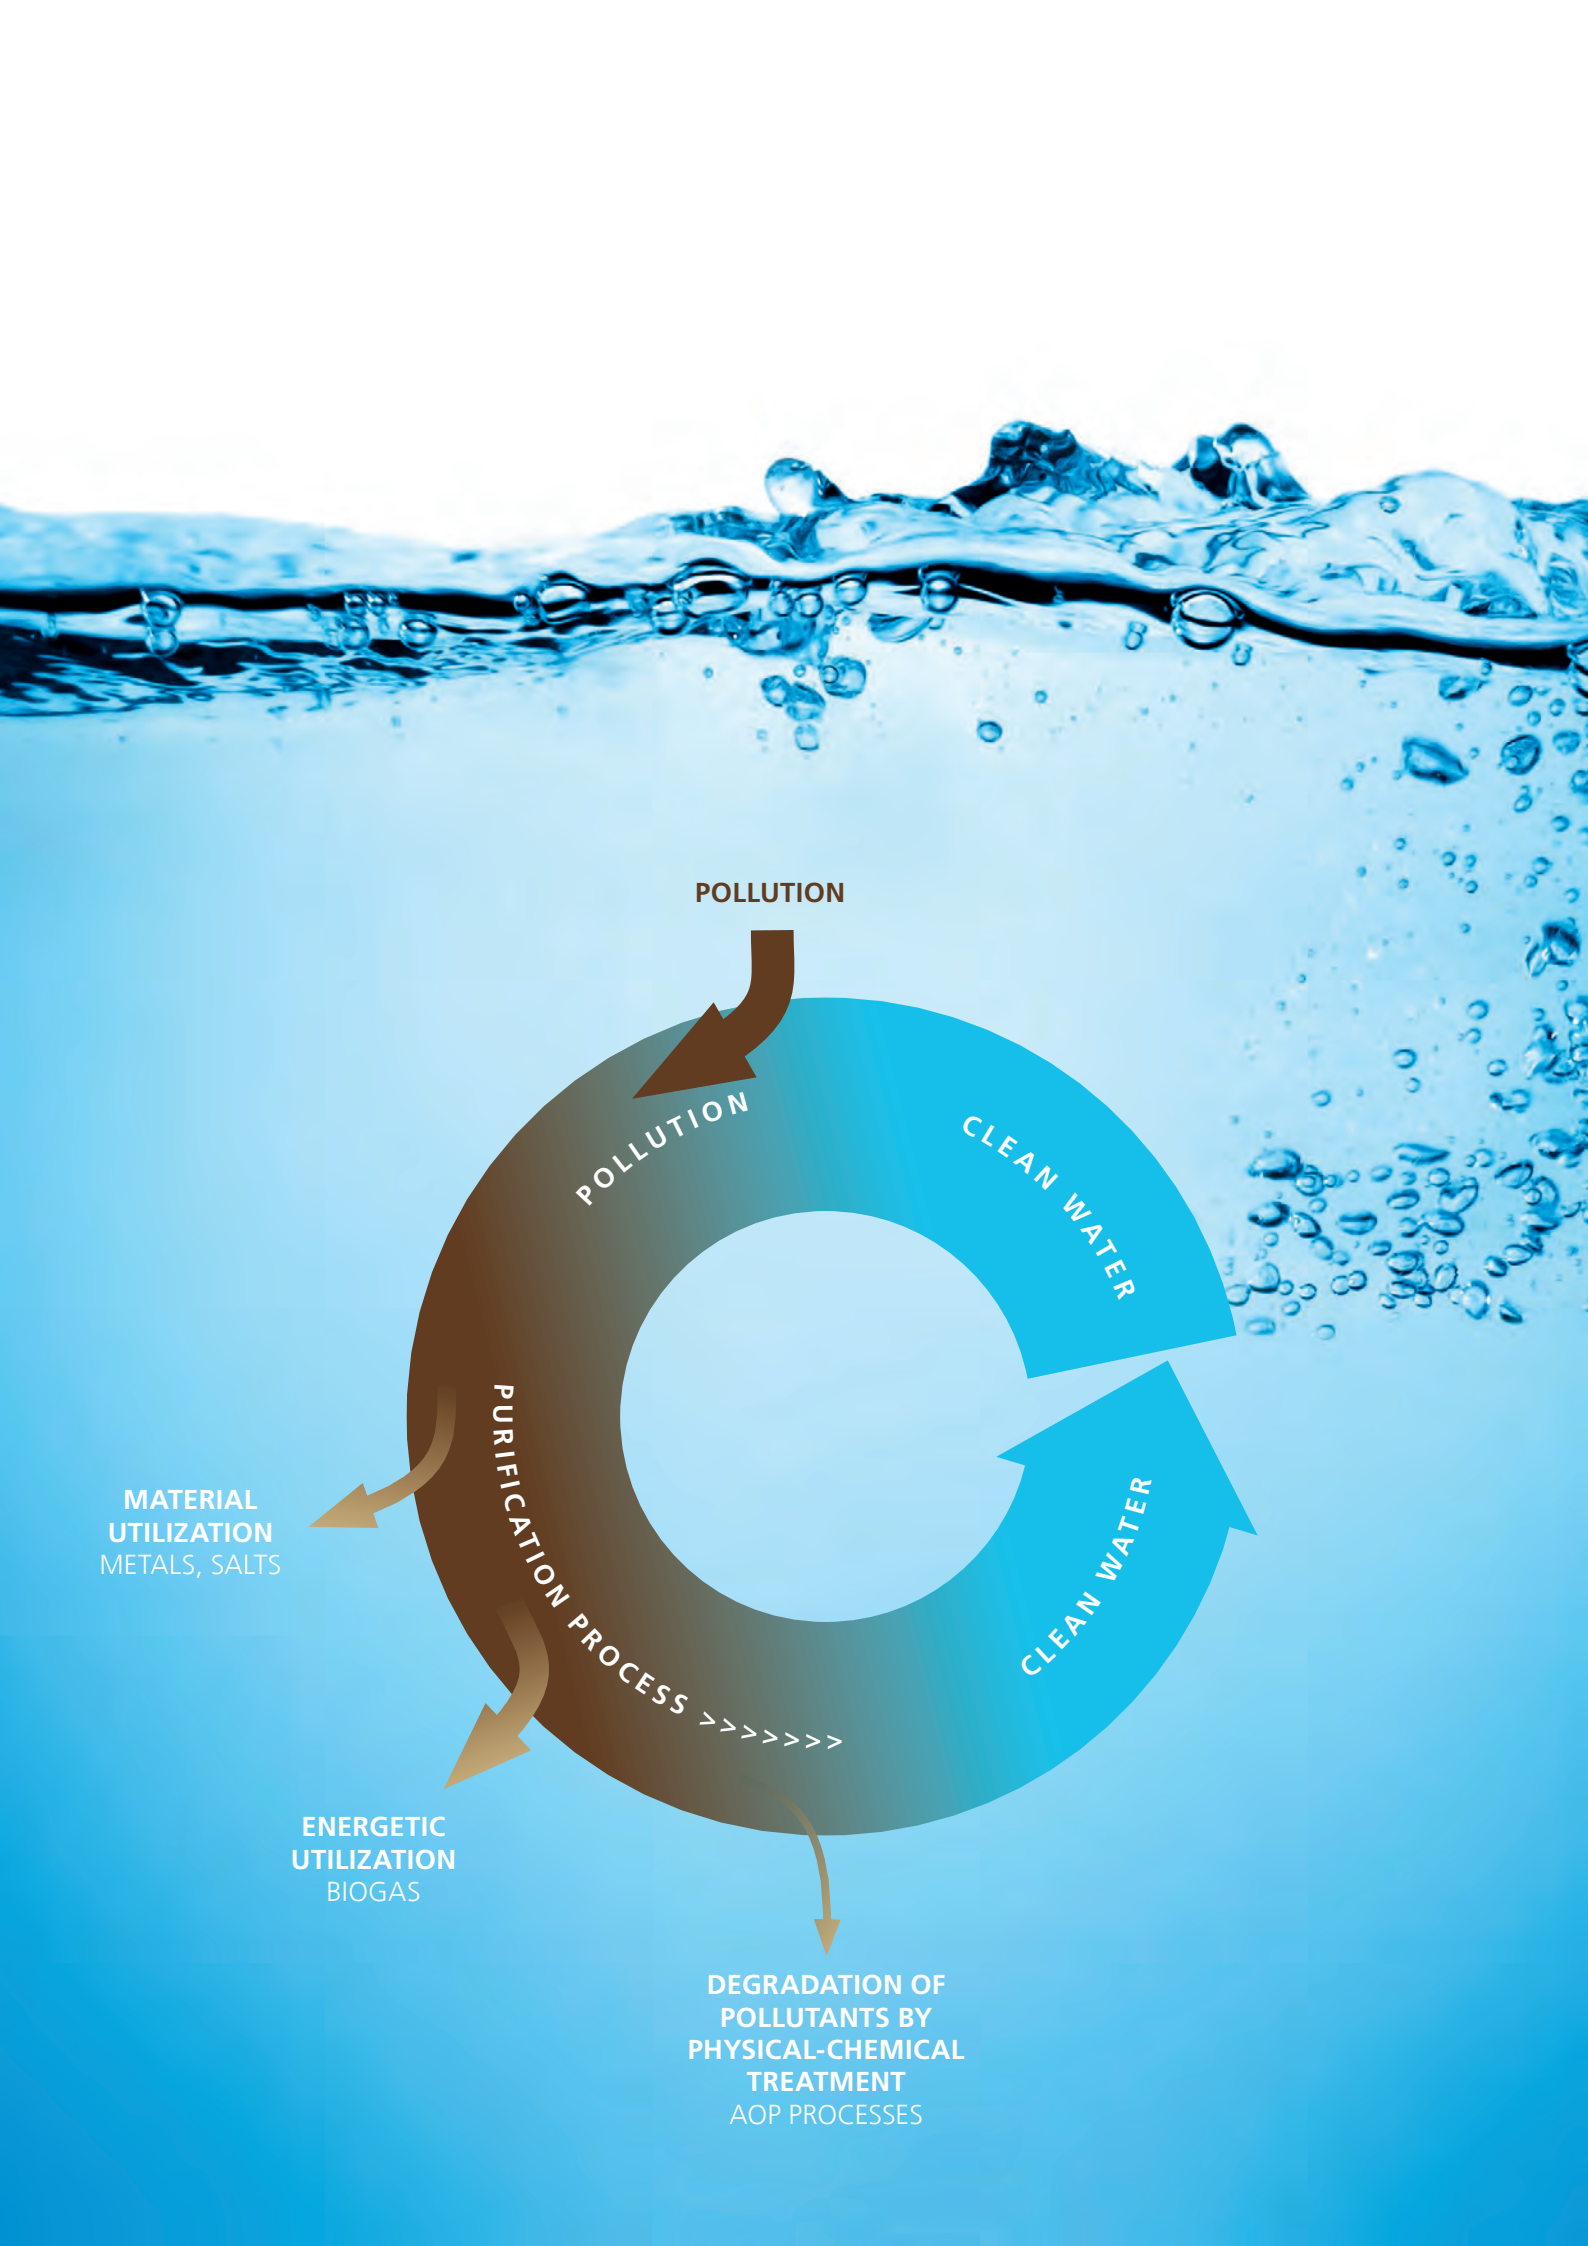 POLLUTION
POLLUTION
CLEAN WATER
PURIFICATION PROCESS >>>>>>>
CLEAN WATER
MATERIAL
UTILIZATION
METALS, SALTS
ENERGETIC
UTILIZATION
BIOGAS
DEGRADATION OF
POLLUTANTS BY
PHYSICAL-CHEMICAL
TREATMENT
AOP PROCESSES